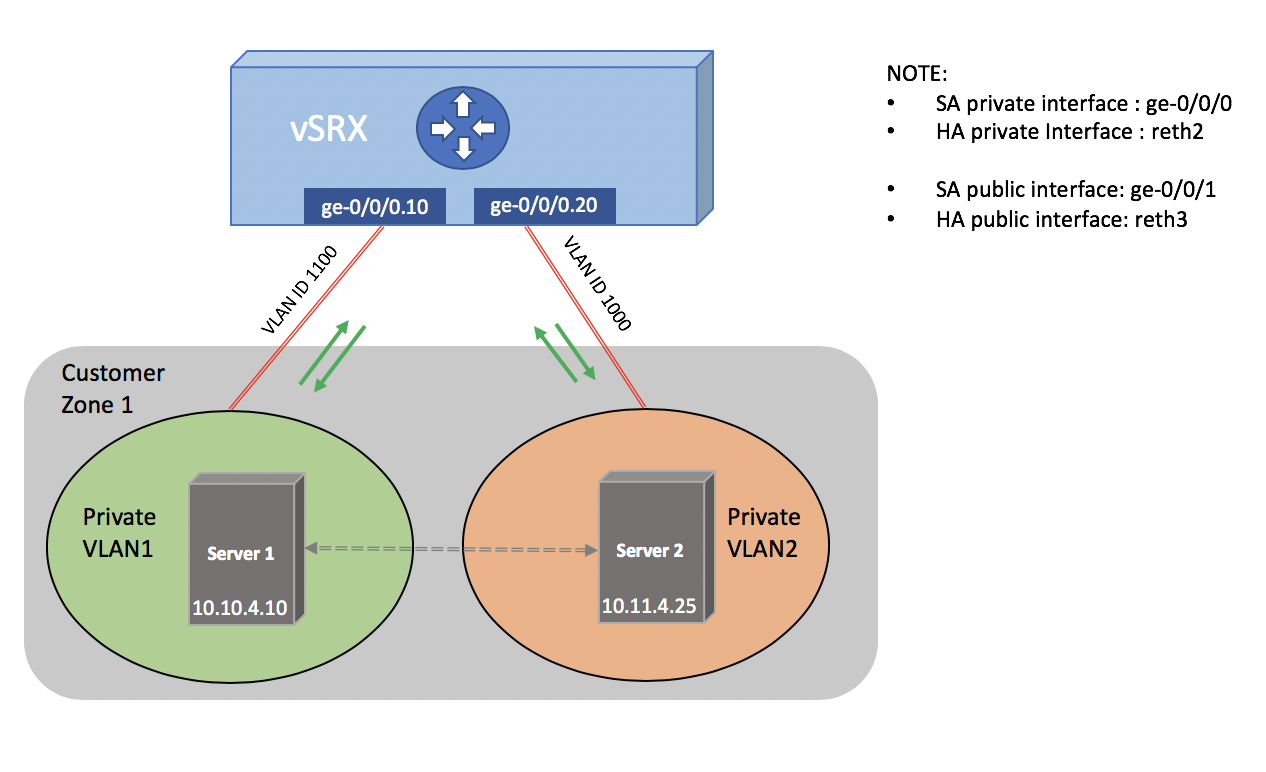 vSRX
ge-0/0/0.10
ge-0/0/0.20
NOTE:
• SA private interface : ge-0/0/0
• HA private Interface : reth2
• SA public interface: ge-0/0/1
• HA public interface: reth3
VLAN ID 1100
VLAN ID 1000
Customer
Zone 1
Private
VLAN1
Server 1
10.10.4.10
Server 2
10.11.4.25
Private
VLAN2